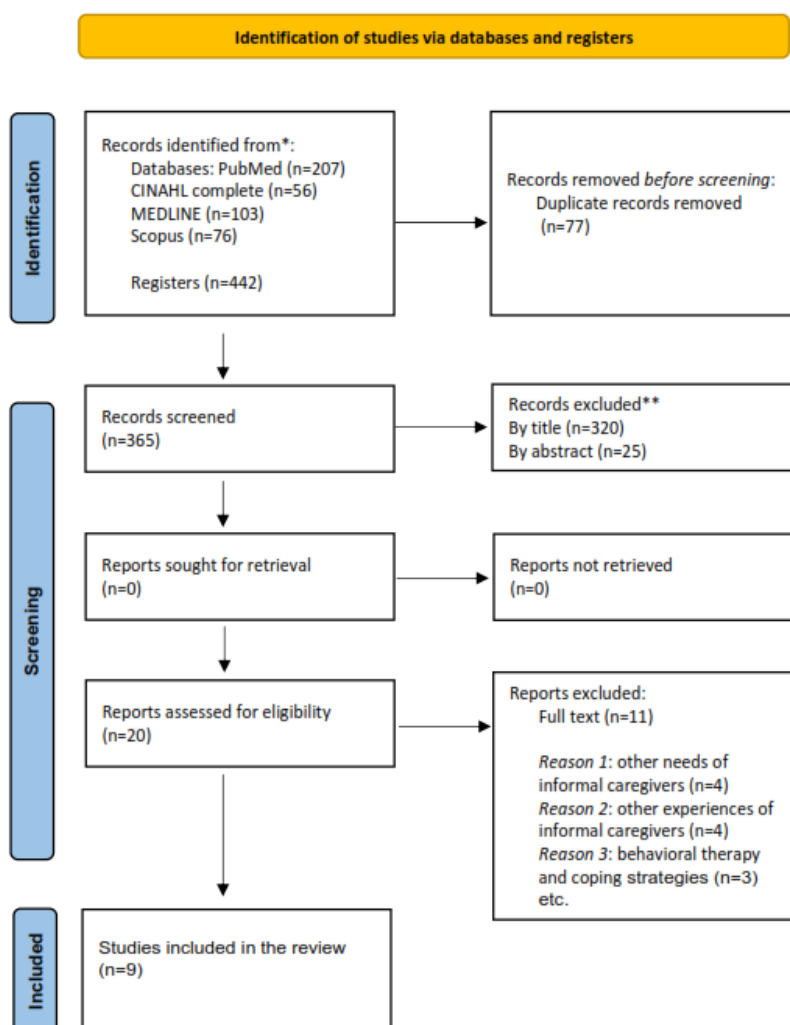 Identification of studies via databases and registers
Identification
Records identified from*:
Databases: PubMed (n=207)
CINAHL complete (n=56)
MEDLINE (n=103)
Scopus (n=76)
Registers (n=442)
Records removed before screening:
Duplicate records removed
(n=77)
Screening
Records screened
(n=365)
Records excluded**
By title (n=320)
By abstract (n=25)
Reports sought for retrieval
(n=0)
Reports not retrieved
(n=0)
Reports assessed for eligibility
(n=20)
Reports excluded:
Full text (n=11)
Reason 1: other needs of
informal caregivers (n=4)
Reason 2: other experiences of
informal caregivers (n=4)
Reason 3: behavioral therapy
and coping strategies (n=3)
etc.
Included
Studies included in the review
(n=9)